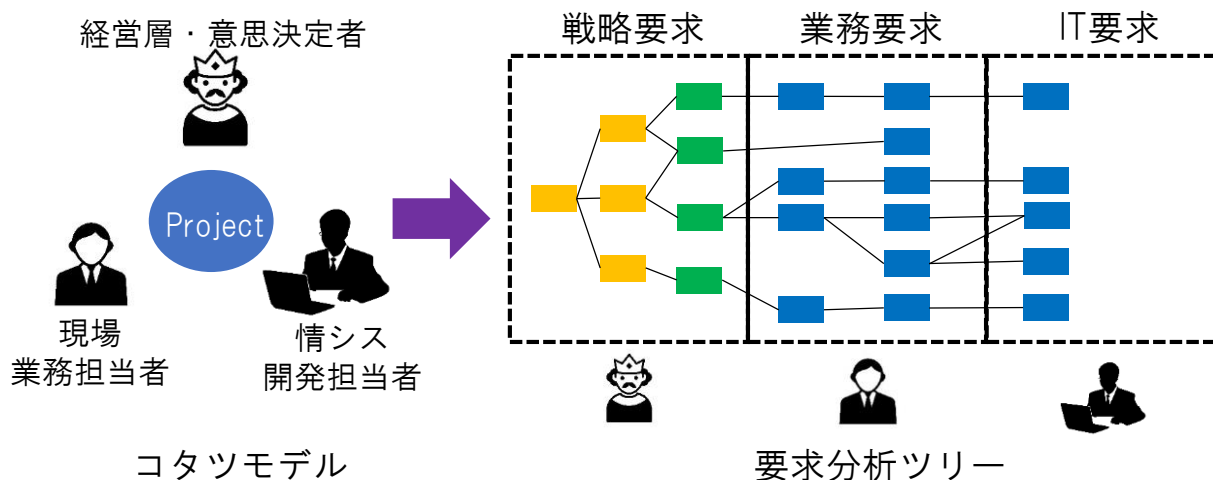 経営層・意思決定者
Project
現場
業務担当者
情シス
開発担当者
コタツモデル
戦略要求
業務要求
IT要求
要求分析ツリー